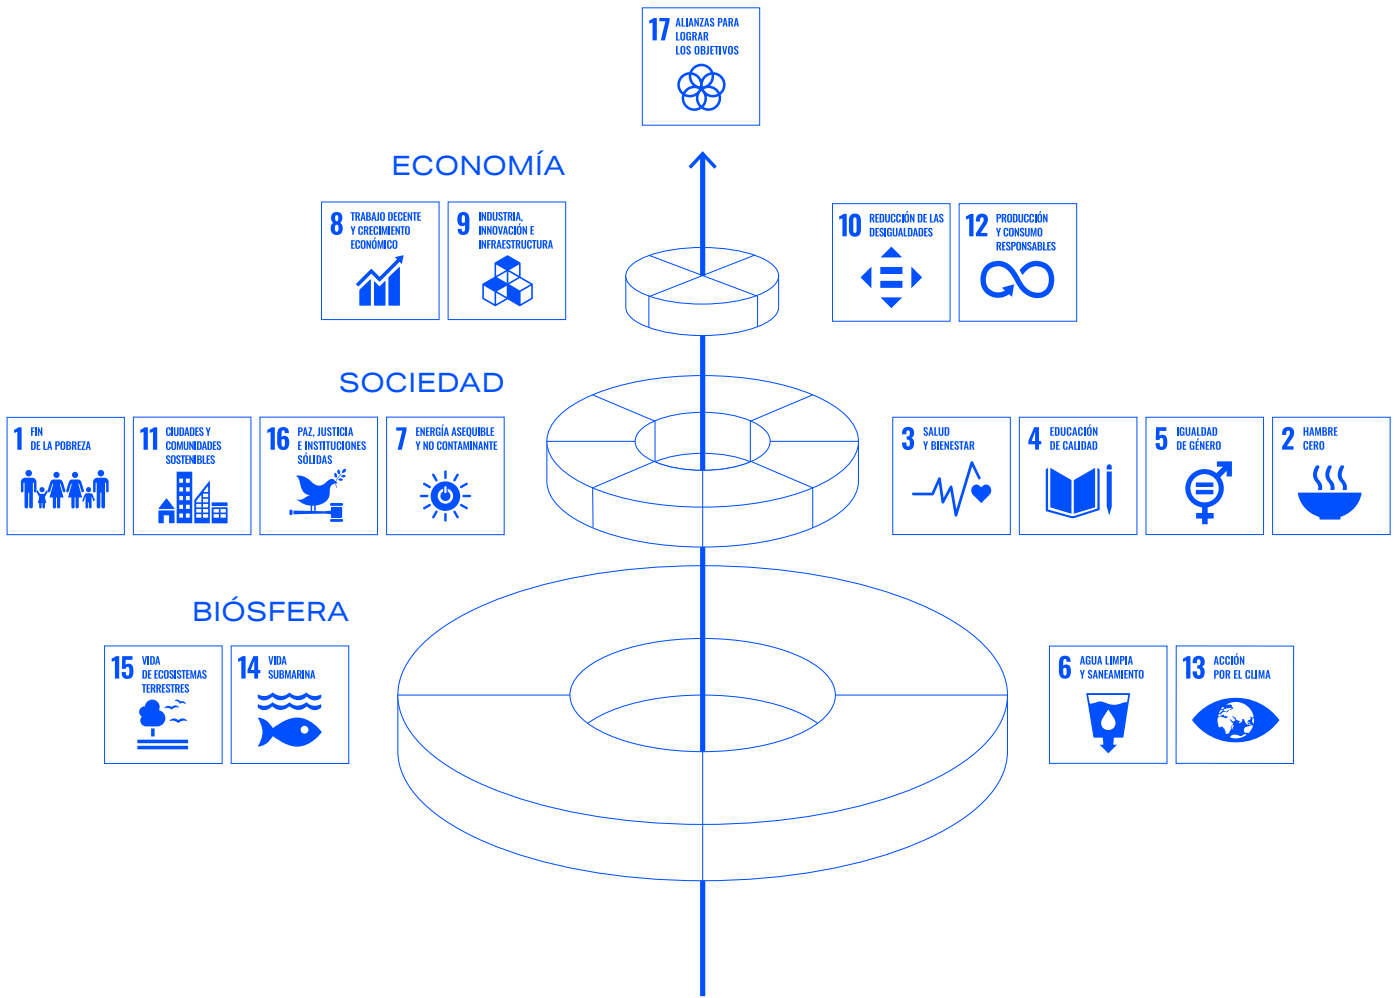 17 ALIANZAS PARA
LOGRAR
LOS OBJETIVOS
ECONOMÍA
8 TRABAJO DECENTE
Y CRECIMIENTO
ECONÓMICO
9 INDUSTRIA,
INNOVACIÓN E
INFRAESTRUCTURA
10 REDUCCIÓN DE LAS
DESIGUALDADES
12 PRODUCCIÓN
Y CONSUMO
RESPONSABLES
SOCIEDAD
1 FIN
DE LA POBREZA
11 CIUDADES Y
COMUNIDADES
SOSTENIBLES
16 PAZ, JUSTICIA
E INSTITUCIONES
SÓLIDAS
7 ENERGÍA ASEQUIBLE
Y NO CONTAMINANTE
3 SALUD
Y BIENESTAR
4 EDUCACIÓN
DE CALIDAD
5 IGUALDAD
DE GÉNERO
2 HAMBRE
CERO
BIÓSFERA
15 VIDA
DE ECOSISTEMAS
TERRESTRES
14 VIDA
SUBMARINA
6 AGUA LIMPIA
Y SANEAMIENTO
13 ACCIÓN
POR EL CLIMA